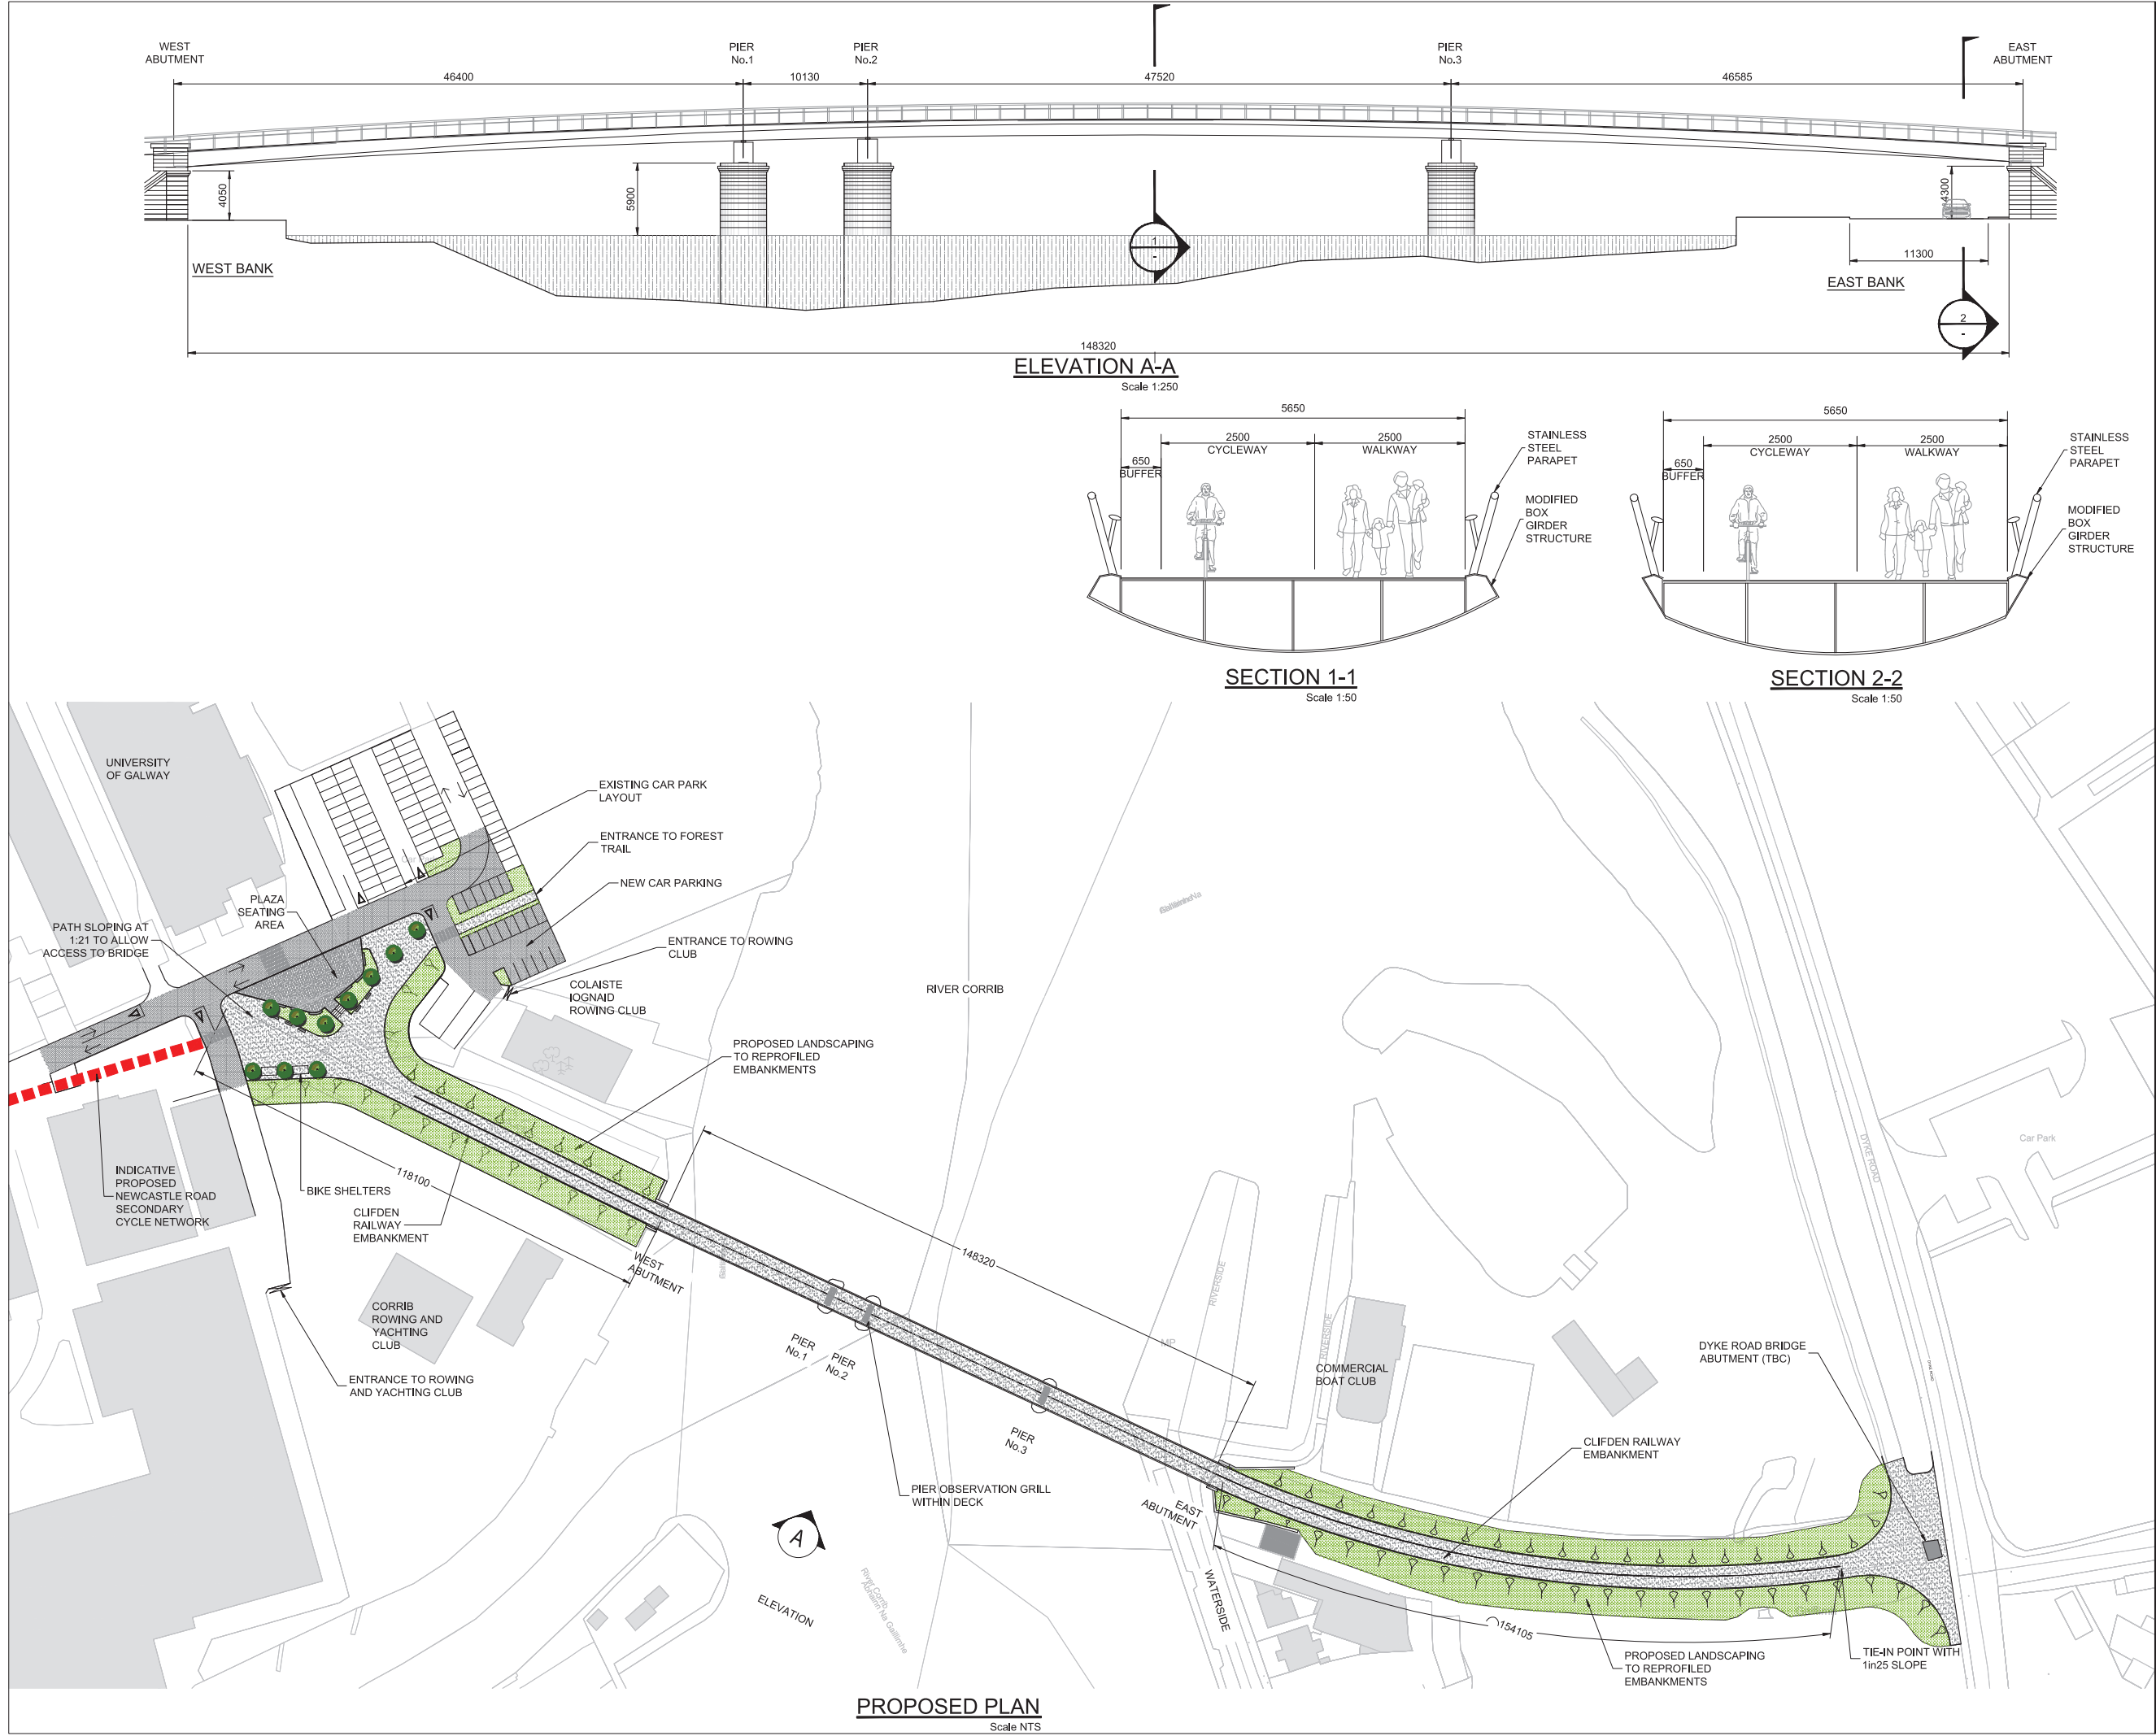 WEST
ABUTMENT
PIER
No.1
PIER
No.2
PIER
No.3
EAST
ABUTMENT
46400
10130
47520
46585
4050
5900
4300
1
-
WEST BANK
11300
EAST BANK
2
-
148320
ELEVATION A-A
Scale 1:250
5650
2500
CYCLEWAY
2500
WALKWAY
650
BUFFER
STAINLESS
STEEL
PARAPET
MODIFIED
BOX
GIRDER
STRUCTURE
SECTION 1-1
Scale 1:50
5650
2500
CYCLEWAY
2500
WALKWAY
650
BUFFER
STAINLESS
STEEL
PARAPET
MODIFIED
BOX
GIRDER
STRUCTURE
SECTION 2-2
Scale 1:50
UNIVERSITY
OF GALWAY
EXISTING CAR PARK
LAYOUT
ENTRANCE TO FOREST
TRAIL
NEW CAR PARKING
PLAZA
SEATING
AREA
PATH SLOPING AT
1:21 TO ALLOW
ACCESS TO BRIDGE
ENTRANCE TO ROWING
CLUB
COLAISTE
IOGNAID
ROWING CLUB
RIVER CORRIB
PROPOSED LANDSCAPING
TO REPROFILED
EMBANKMENTS
INDICATIVE
PROPOSED
NEWCASTLE ROAD
SECONDARY
CYCLE NETWORK
BIKE SHELTERS
118100
CLIFDEN
RAILWAY
EMBANKMENT
WEST
ABUTMENT
148320
CORRIB
ROWING AND
YACHTING
CLUB
ENTRANCE TO ROWING
AND YACHTING CLUB
PIER
No.1
PIER
No.2
PIER
No.3
PIER OBSERVATION GRILL
WITHIN DECK
RIVERSIDE
RIVERSIDE
MP
COMMERCIAL
BOAT CLUB
DYKE ROAD
Car Park
DYKE ROAD BRIDGE
ABUTMENT (TBC)
CLIFDEN RAILWAY
EMBANKMENT
EAST
ABUTMENT
WATERSIDE
A
ELEVATION
River Corrib
154105
PROPOSED LANDSCAPING
TO REPROFILED
EMBANKMENTS
TIE-IN POINT WITH
1in25 SLOPE
PROPOSED PLAN
Scale NTS